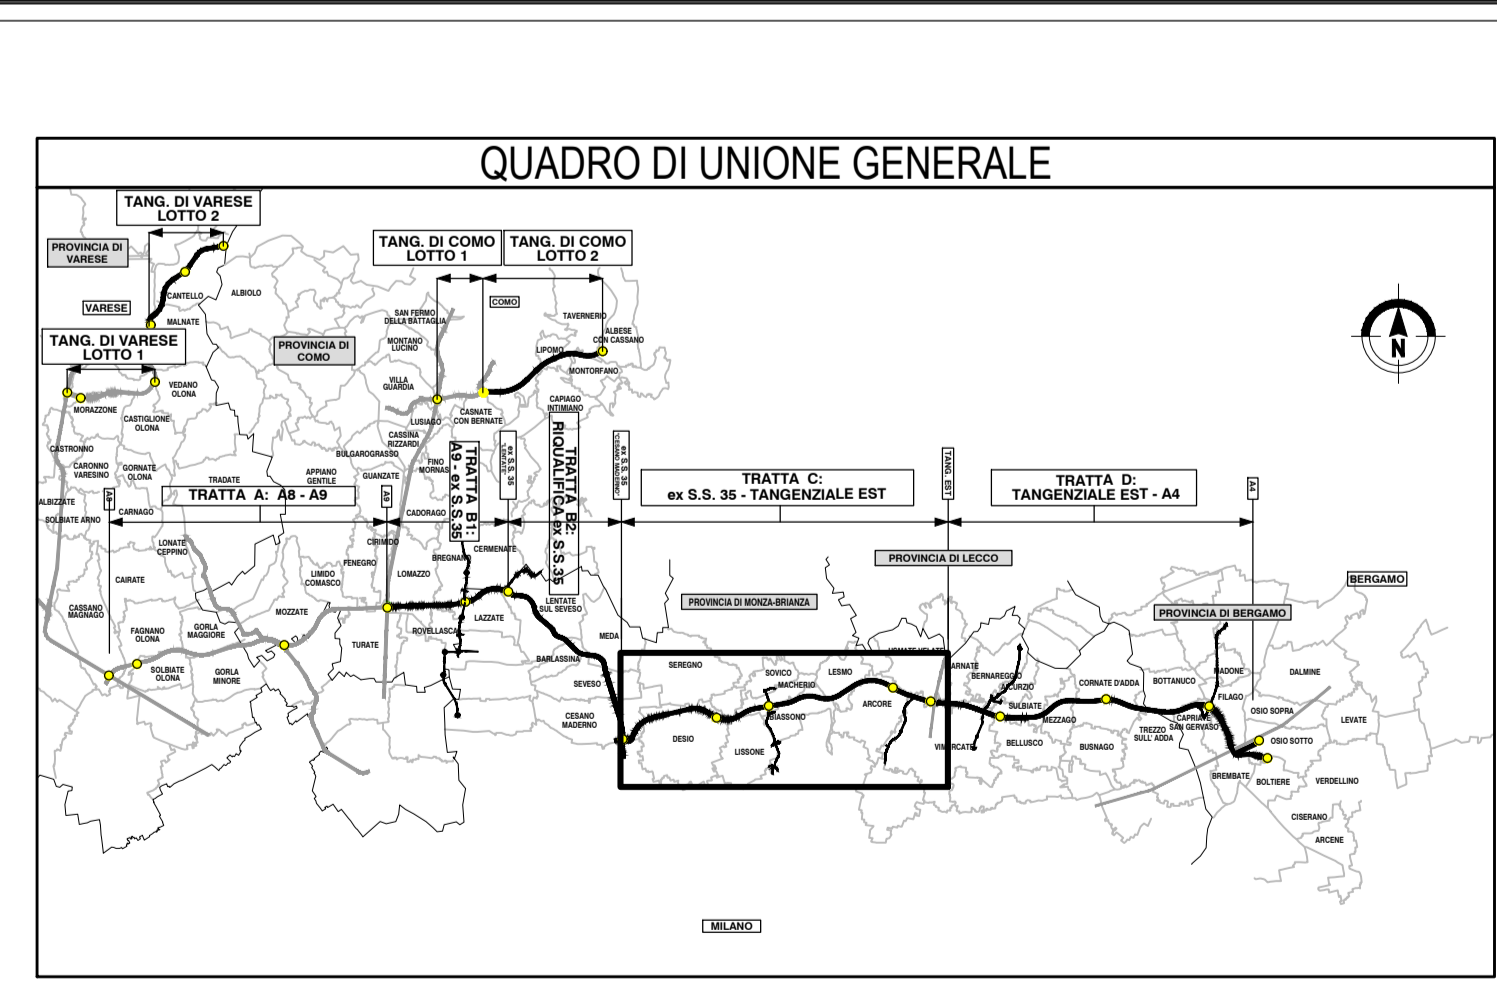 QUADRO DI UNIONE GENERALE
TANG. DI VARESE
LOTTO 2
PROVINCIA DI
VARESE
CANTELLO
ALBIOLO
VARESE
MALNATE
TANG. DI VARESE
LOTTO 1
PROVINCIA DI
COMO
VEDANO
OLONA
MORAZZONE
CASTIGLIONE
OLONA
TANG. DI COMO
LOTTO 1
TANG. DI COMO
LOTTO 2
COMO
SAN FERMO
DELLA BATTAGLIA
TAVERNERIO
ALBESE
CON CASSANO
MONTANO
LUCINO
LIPOMO
MONTORFANO
VILLA
GUARDIA
CAPIAGO
INTIMIANO
LUSIAGO
CASNATE
CON BERNATE
CASSINA
RIZZARDI
BULGAROGRASSO
FINO
MORNAS
GUANZATE
APPIANO
GENTILE
CASTRONNO
CARONNO
VARESINO
GORNATE
OLONA
TRADATE
ALBIZZATE
SOLBIATE ARNO
CARNAGO
A8
TRATTA A: A8 - A9
A9
CADORAGO
TRATTA B1:
A9 - ex S.S.35
ex S.S. 35
"LENTATE"
TRATTA B2:
RIQUALIFICA ex S.S.35
ex S.S. 35
"CESANO MADERNO"
TRATTA C:
ex S.S. 35 - TANGENZIALE EST
TANG. EST
TRATTA D:
TANGENZIALE EST - A4
A4
N
LONATE
CEPPINO
CIRIMIDO
FENEGRO
BREGNANO
CERMENATE
LIMIDO
COMASCO
LOMAZZO
CAIRATE
CASSANO
MAGNAGO
MOZZATE
GORLA
MAGGIORE
FAGNANO
OLONA
SOLBIATE
OLONA
GORLA
MINORE
TURATE
ROVELLASCA
LAZZATE
LENTATE
SUL SEVESO
PROVINCIA DI MONZA-BRIANZA
PROVINCIA DI LECCO
BERGAMO
PROVINCIA DI BERGAMO
MEDA
BARLASSINA
SEVESO
CESANO
MADERNO
SEREGNO
SOVICO
MACHERIO
LESMO
BIASSONO
ARCORE
DESIO
LISSONE
ARNATE
BERNAREGGIO
AICURZIO
SULBIATE
MEZZAGO
VIMERCATE
BELLUSCO
CORNATE D'ADDA
BUSNAGO
BOTTANUCO
TREZZO
SULL' ADDA
CAPRIATE
SAN GERVASO
MADONE
FILAGO
DALMINE
OSIO SOPRA
LEVATE
OSIO SOTTO
BREMBATE
BOLTIERE
VERDELLINO
CISERANO
ARCENE
MILANO